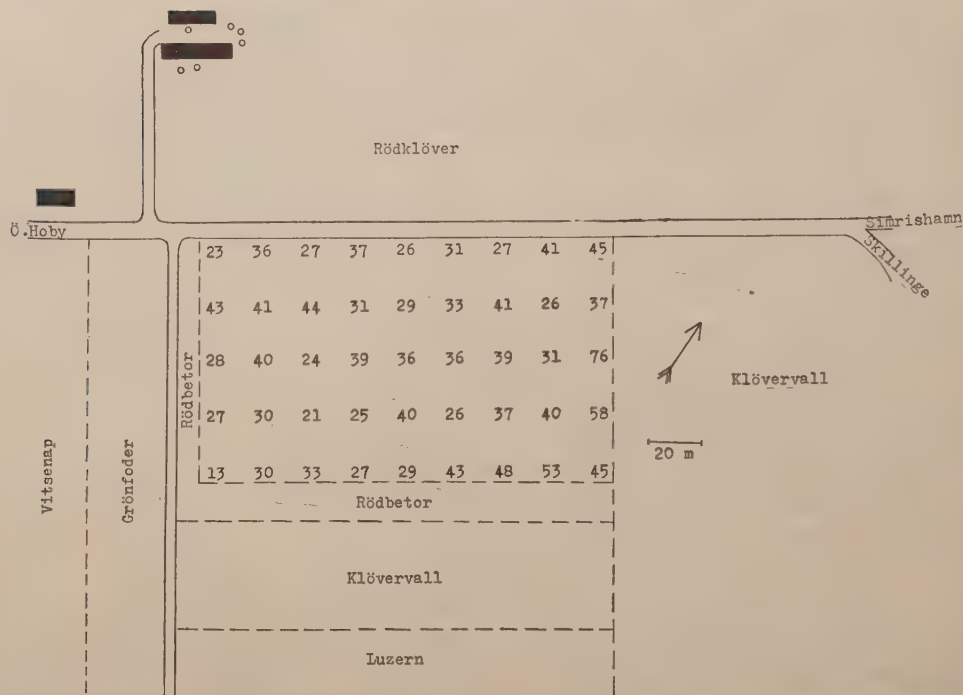 Rödklöver
Ö.Hoby
Simrishamn
Skillinge
23 36 27 37 26 31 27 41 45
43 41 44 31 29 33 41 26 37
28 40 24 39 36 36 39 31 76
27 30 21 25 40 26 37 40 58
13 30 33 27 29 43 48 53 45
Rödbetor
Klövervall
20 m
Vitsenap
Grönfoder
Rödbetor
Klövervall
Luzern